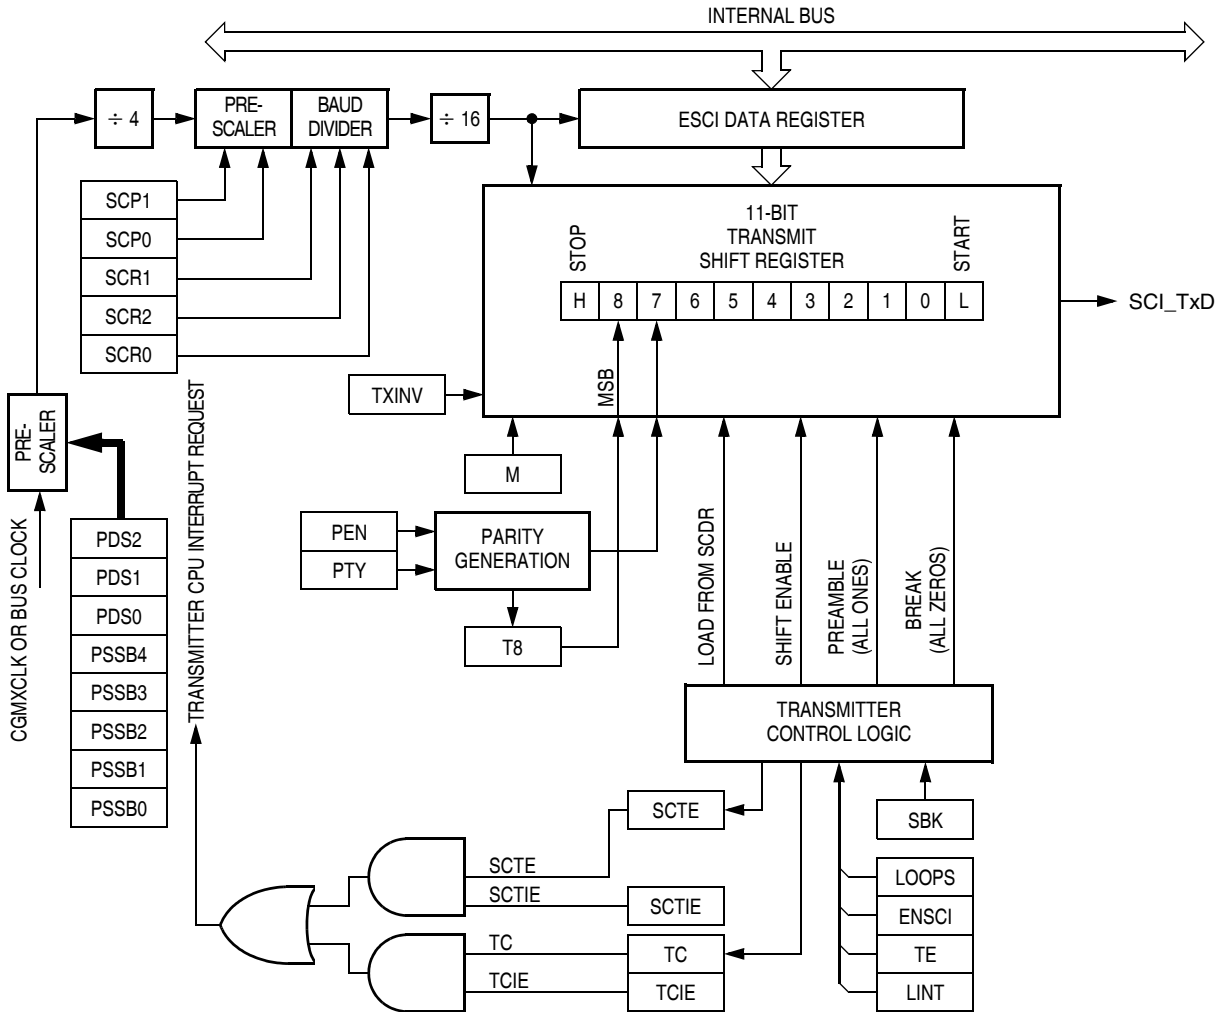 INTERNAL BUS
÷ 4
PRE-
SCALER
BAUD
DIVIDER
÷ 16
ESCI DATA REGISTER
SCP1
SCP0
SCR1
SCR2
SCR0
11-BIT
TRANSMIT
SHIFT REGISTER
STOP
START
H 8 7 6 5 4 3 2 1 0 L
SCI_TxD
MSB
TXINV
M
PRE-
SCALER
CGMXCLK OR BUS CLOCK
TRANSMITTER CPU INTERRUPT REQUEST
PDS2
PDS1
PDS0
PSSB4
PSSB3
PSSB2
PSSB1
PSSB0
PEN
PTY
PARITY
GENERATION
T8
LOAD FROM SCDR
SHIFT ENABLE
PREAMBLE
(ALL ONES)
BREAK
(ALL ZEROS)
TRANSMITTER
CONTROL LOGIC
SCTE
SBK
SCTE
SCTIE
SCTIE
TC
TC
TCIE
TCIE
LOOPS
ENSCI
TE
LINT